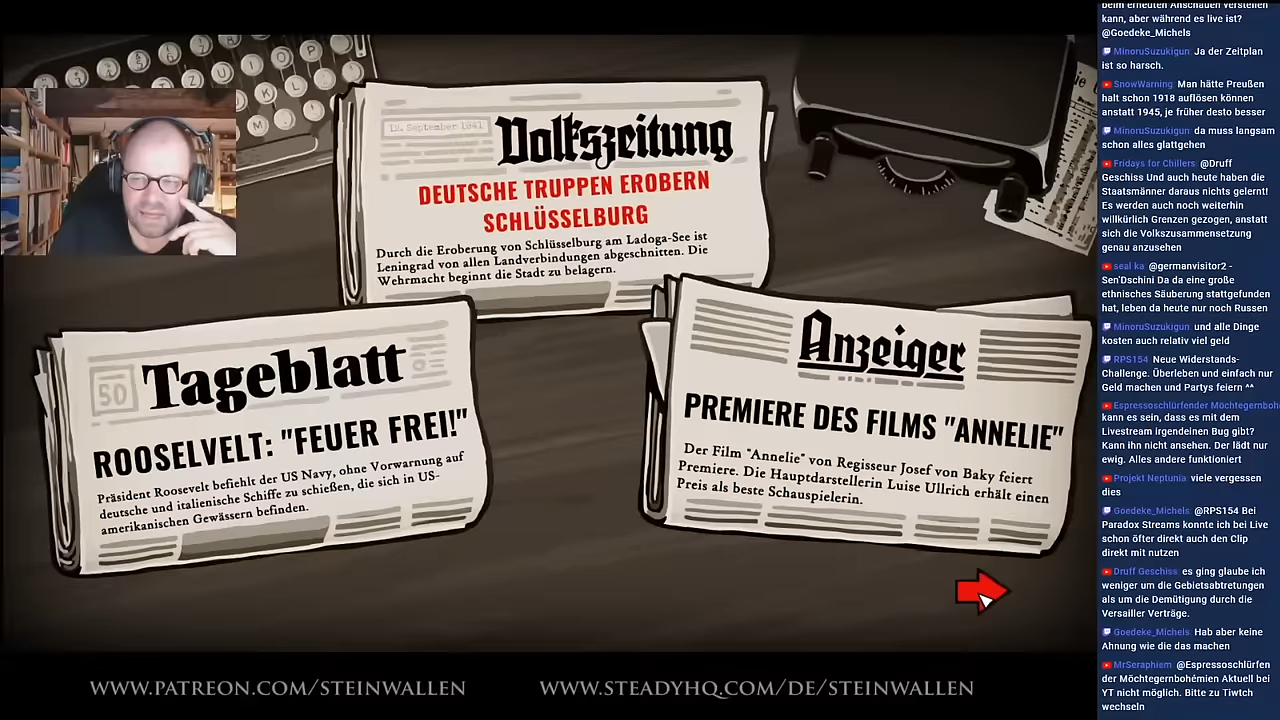 12. September 1941
Volkszeitung
DEUTSCHE TRUPPEN EROBERN
SCHLÜSSELBURG
Durch die Eroberung von Schlüsselburg am Ladoga-See ist
Leningrad von allen Landverbindungen abgeschnitten. Die
Wehrmacht beginnt die Stadt zu belagern.
50
Tageblatt
ROOSELVELT: "FEUER FREI!"
Präsident Roosevelt befiehlt der US Navy, ohne Vorwarnung auf
deutsche und italienische Schiffe zu schießen, die sich in US-
amerikanischen Gewässern befinden.
Anzeiger
PREMIERE DES FILMS "ANNELIE"
Der Film "Annelie" von Regisseur Josef von Baky feiert
Premiere. Die Hauptdarstellerin Luise Ullrich erhält einen
Preis als beste Schauspielerin.
WWW.PATREON.COM/STEINWALLEN
WWW.STEADYHQ.COM/DE/STEINWALLEN
beim erneuten Anschauen verstellen
kann, aber während es live ist?
@Goedeke_Michels
MinoruSuzukigun Ja der Zeitplan
ist so harsch.
SnowWarning Man hätte Preußen
halt schon 1918 auflösen können
anstatt 1945,je früher desto besser
MinoruSuzukigun da muss langsam
schon alles glattgehen
Fridays for Chillers @Druff
Geschiss Und auch heute haben die
Staatsmänner daraus nichts gelernt!
Es werden auch noch weiterhin
willkürlich Grenzen gezogen, anstatt
sich die Volkszusammensetzung
genau anzusehen
seal ka @germanvisitor2 -
Sen'Dschini Da da eine große
ethnisches Säuberung stattgefunden
hat, leben da heute nur noch Russen
MinoruSuzukigun und alle Dinge
kosten auch relativ viel geld
RPS154 Neue Widerstands-
Challenge. Überleben und einfach nur
Geld machen und Partys feiern ^^
Espressoschlürfender Möchtegernboh
kann es sein, dass es mit dem
Livestream irgendeinen Bug gibt?
Kann ihn nicht ansehen. Der lädt nur
ewig. Alles andere funktioniert
Projekt Neptunia viele vergessen
dies
Goedeke_Michels @RPS154 Bei
Paradox Streams konnte ich bei Live
schon öfter direkt auch den Clip
direkt mit nutzen
Druff Geschiss es ging glaube ich
weniger um die Gebietsabtretungen
als um die Demütigung durch die
Versailler Verträge.
Goedeke_Michels Hab aber keine
Ahnung wie die das machen
MrSeraphiem @Espressoschlürfen
der Möchtegernbohémien Aktuell bei
YT nicht möglich. Bitte zu Tiwtch
wechseln